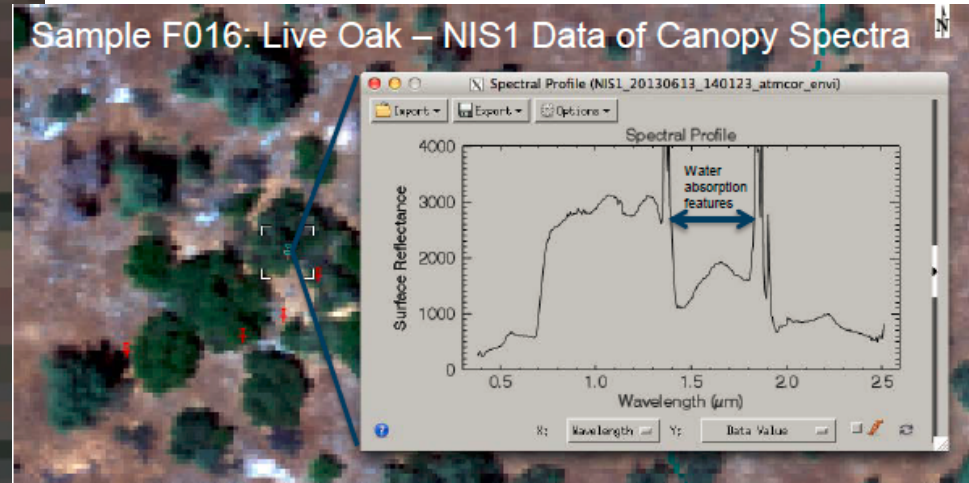 Sample F016: Live Oak – NIS1 Data of Canopy Spectra
N
Spectral Profile (NIS1_20130613_140123_atmcor_envi)
Import Export Options
Spectral Profile
4000
3000
2000
1000
0
Surface Reflectance
Water
absorption
features
0.5 1.0 1.5 2.0 2.5
Wavelength (μm)
X: Wavelength Y: Data Value